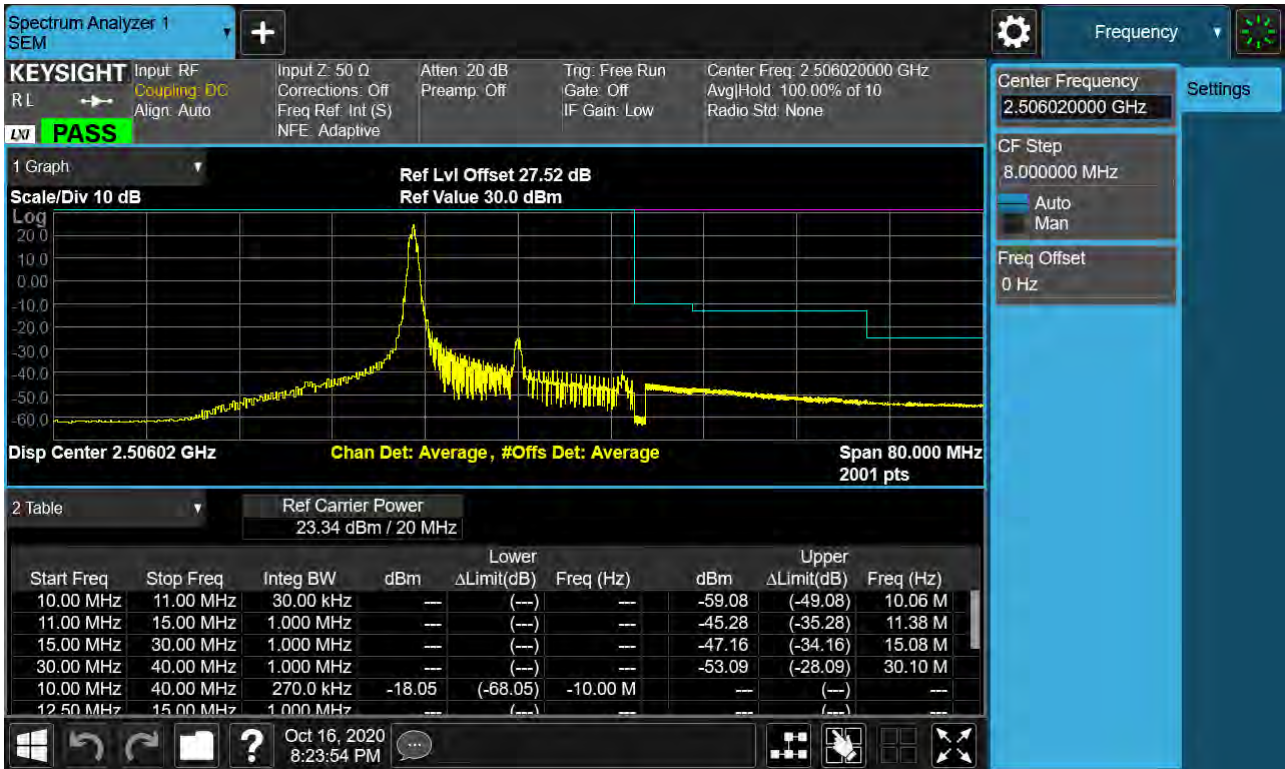 Spectrum Analyzer 1
SEM
+
Frequency
KEYSIGHT
R L
LXI
PASS
Input: RF
Coupling: DC
Align: Auto
Input Z: 50 Ω
Corrections: Off
Freq Ref: Int (S)
NFE: Adaptive
Atten: 20 dB
Preamp: Off
Trig: Free Run
Gate: Off
IF Gain: Low
Center Freq: 2.506020000 GHz
Avg|Hold: 100.00% of 10
Radio Std: None
Center Frequency
2.506020000 GHz
Settings
CF Step
8.000000 MHz
Auto
Man
Freq Offset
0 Hz
1 Graph
Scale/Div 10 dB
Ref Lvl Offset 27.52 dB
Ref Value 30.0 dBm
Log
20.0
10.0
0.00
-10.0
-20.0
-30.0
-40.0
-50.0
-60.0
Disp Center 2.50602 GHz
Chan Det: Average, #Offs Det: Average
Span 80.000 MHz
2001 pts
2 Table
Ref Carrier Power
23.34 dBm / 20 MHz
Lower Upper
Start Freq Stop Freq Integ BW dBm ΔLimit(dB) Freq (Hz) dBm ΔLimit(dB) Freq (Hz)
10.00 MHz 11.00 MHz 30.00 kHz --- (---) --- -59.08 (-49.08) 10.06 M
11.00 MHz 15.00 MHz 1.000 MHz --- (---) --- -45.28 (-35.28) 11.38 M
15.00 MHz 30.00 MHz 1.000 MHz --- (---) --- -47.16 (-34.16) 15.08 M
30.00 MHz 40.00 MHz 1.000 MHz --- (---) --- -53.09 (-28.09) 30.10 M
10.00 MHz 40.00 MHz 270.0 kHz -18.05 (-68.05) -10.00 M --- (---) ---
12.50 MHz 15.00 MHz 1.000 MHz --- (---) --- --- (---) ---
?
Oct 16, 2020
8:23:54 PM